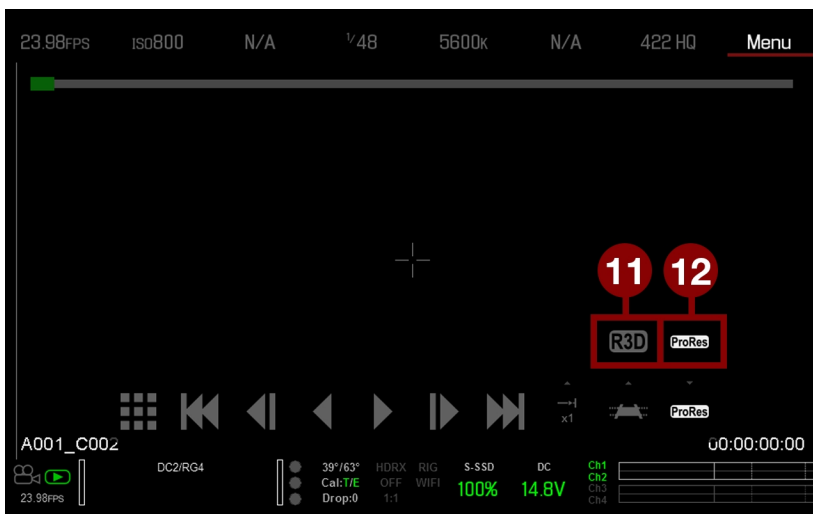 23.98FPS ISO800 N/A 1/48 5600K N/A 422 HQ Menu
11 12
R3D ProRes
x1 ProRes
A001_C002 00:00:00:00
DC2/RG4 39°/63° HDRX RIG S-SSD DC Ch1
Cal:T/E OFF WIFI 100% 14.8V Ch2
23.98FPS Drop:0 1:1 Ch3
Ch4